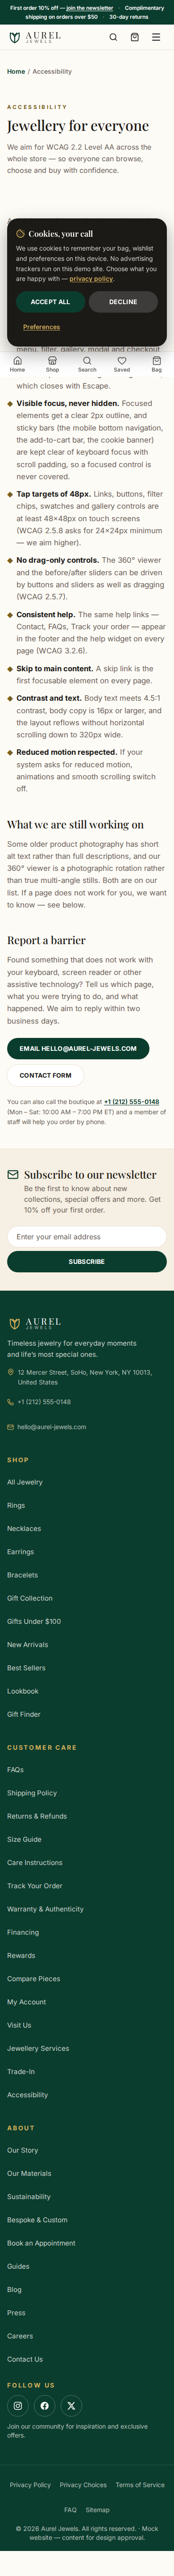 First order 10% off — join the newsletter · Complimentary
shipping on orders over $50 · 30-day returns
AUREL
JEWELS
Home / Accessibility
ACCESSIBILITY
Jewellery for everyone
We aim for WCAG 2.2 Level AA across the
whole store — so everyone can browse,
choose and buy with confidence.
Cookies, your call
We use cookies to remember your bag, wishlist
and preferences. No advertising trackers, no
advertising trackers on this demo site. Choose what
you're happy with — privacy policy.
ACCEPT ALL
DECLINE
Preferences
menu, filter, gallery, modal and checkout
Home
Shop
Search
Saved
Bag
which closes with Escape.
Visible focus, never hidden. Focused
elements get a clear 2px outline, and
sticky bars (the mobile bottom navigation,
the add-to-cart bar, the cookie banner)
are kept clear of keyboard focus with
scroll padding, so a focused control is
never covered.
Tap targets of 48px. Links, buttons, filter
chips, swatches and gallery controls are
at least 48×48px on touch screens
(WCAG 2.5.8 asks for 24×24px minimum
— we aim higher).
No drag-only controls. The 360° viewer
and the before/after sliders can be driven
by buttons and sliders as well as dragging
(WCAG 2.5.7).
Consistent help. The same help links —
Contact, FAQs, Track your order — appear
in the footer and the help widget on every
page (WCAG 3.2.6).
Skip to main content. A skip link is the
first focusable element on every page.
Contrast and text. Body text meets 4.5:1
contrast, body copy is 16px or larger, and
the layout reflows without horizontal
scrolling down to 320px wide.
Reduced motion respected. If your
system asks for reduced motion,
animations and smooth scrolling switch
off.
What we are still working on
Some older product photography has short
alt text rather than full descriptions, and our
360° viewer is a photographic rotation rather
than true multi-angle stills. Both are on our
list. If a page does not work for you, we want
to know — see below.
Report a barrier
Found something that does not work with
your keyboard, screen reader or other
assistive technology? Tell us which page,
what you were trying to do, and what
happened. We aim to reply within two
business days.
EMAIL HELLO@AUREL-JEWELS.COM
CONTACT FORM
You can also call the boutique at +1 (212) 555-0148
(Mon – Sat: 10:00 AM – 7:00 PM ET) and a member of
staff will help you order by phone.
Subscribe to our newsletter
Be the first to know about new
collections, special offers and more. Get
10% off your first order.
Enter your email address
SUBSCRIBE
AUREL
JEWELS
Timeless jewelry for everyday moments
and life's most special ones.
12 Mercer Street, SoHo, New York, NY 10013,
United States
+1 (212) 555-0148
hello@aurel-jewels.com
SHOP
All Jewelry
Rings
Necklaces
Earrings
Bracelets
Gift Collection
Gifts Under $100
New Arrivals
Best Sellers
Lookbook
Gift Finder
CUSTOMER CARE
FAQs
Shipping Policy
Returns & Refunds
Size Guide
Care Instructions
Track Your Order
Warranty & Authenticity
Financing
Rewards
Compare Pieces
My Account
Visit Us
Jewellery Services
Trade-In
Accessibility
ABOUT
Our Story
Our Materials
Sustainability
Bespoke & Custom
Book an Appointment
Guides
Blog
Press
Careers
Contact Us
FOLLOW US
Join our community for inspiration and exclusive
offers.
Privacy Policy
Privacy Choices
Terms of Service
FAQ
Sitemap
© 2026 Aurel Jewels. All rights reserved. · Mock
website — content for design approval.